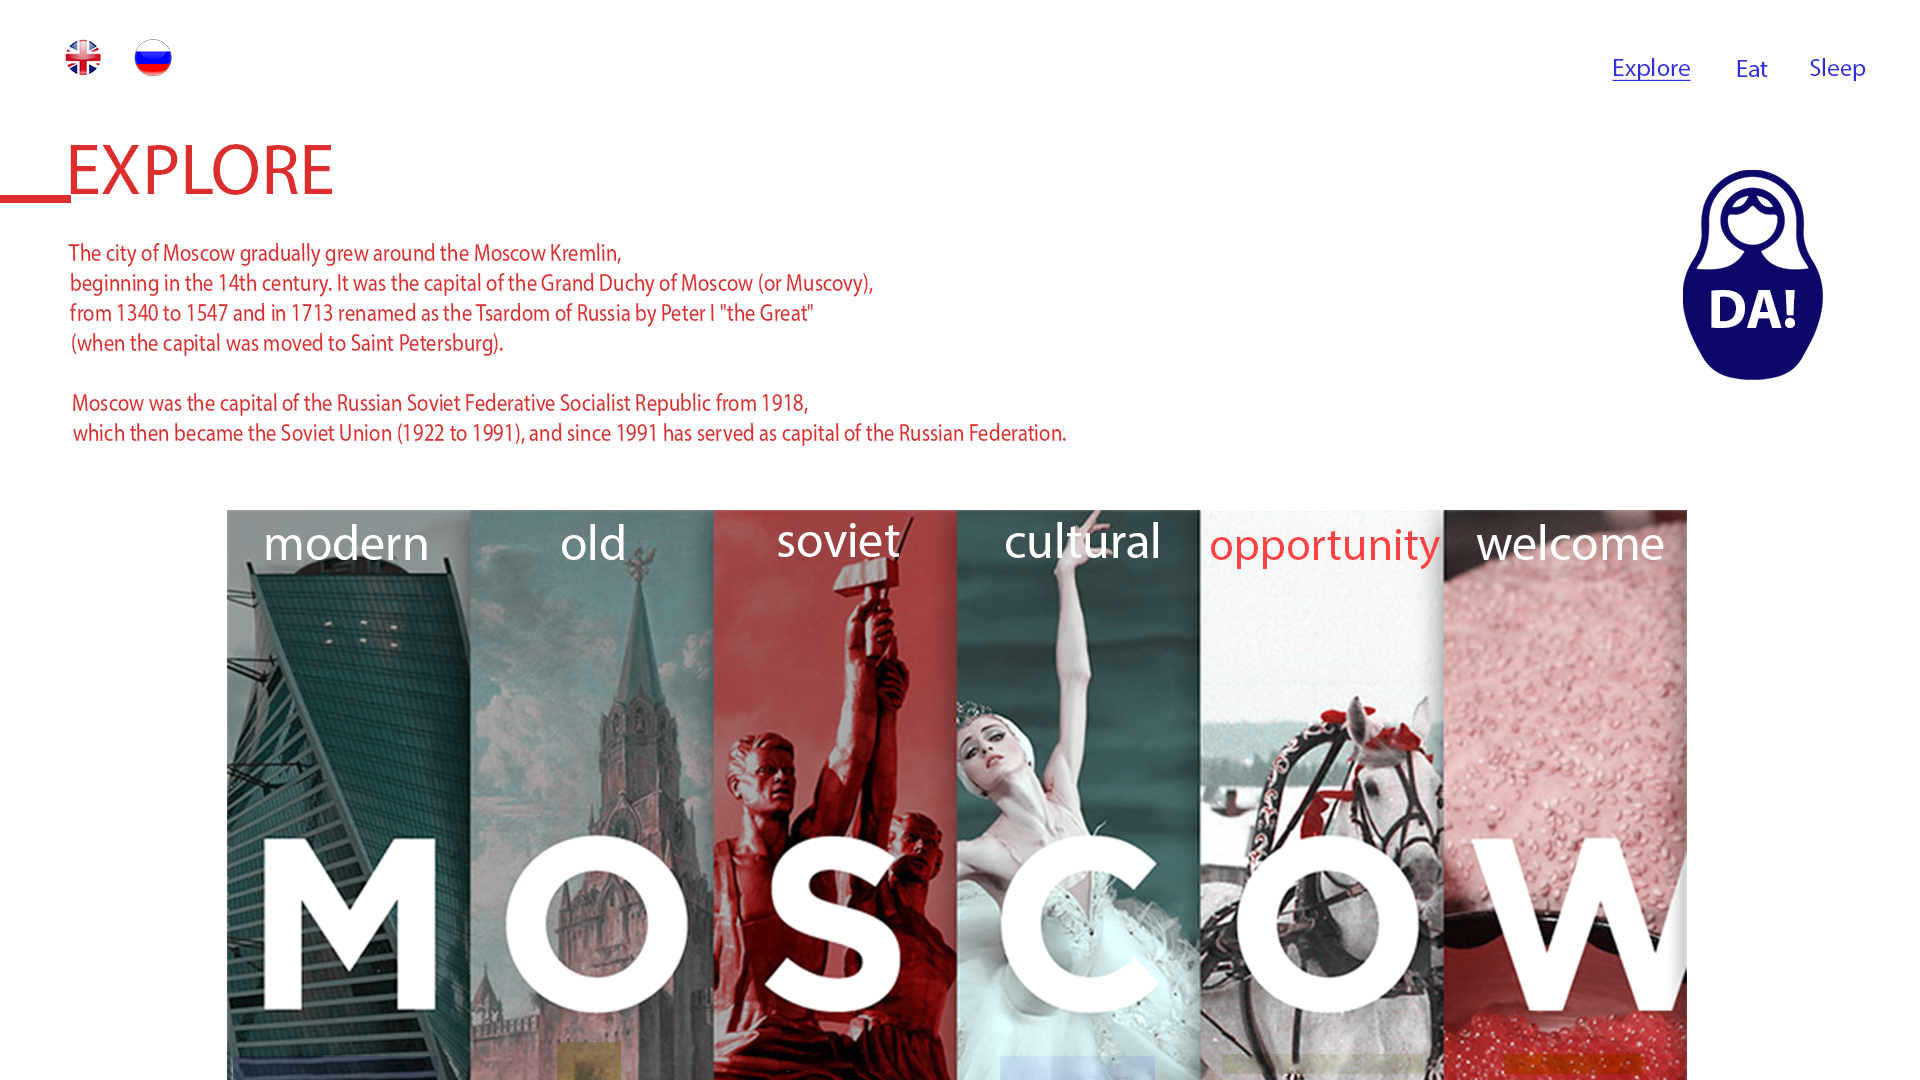 Explore Eat Sleep
EXPLORE
The city of Moscow gradually grew around the Moscow Kremlin,
beginning in the 14th century. It was the capital of the Grand Duchy of Moscow (or Muscovy),
from 1340 to 1547 and in 1713 renamed as the Tsardom of Russia by Peter I "the Great"
(when the capital was moved to Saint Petersburg).
DA!
Moscow was the capital of the Russian Soviet Federative Socialist Republic from 1918,
which then became the Soviet Union (1922 to 1991), and since 1991 has served as capital of the Russian Federation.
modern old soviet cultural opportunity welcome
MOSCOW